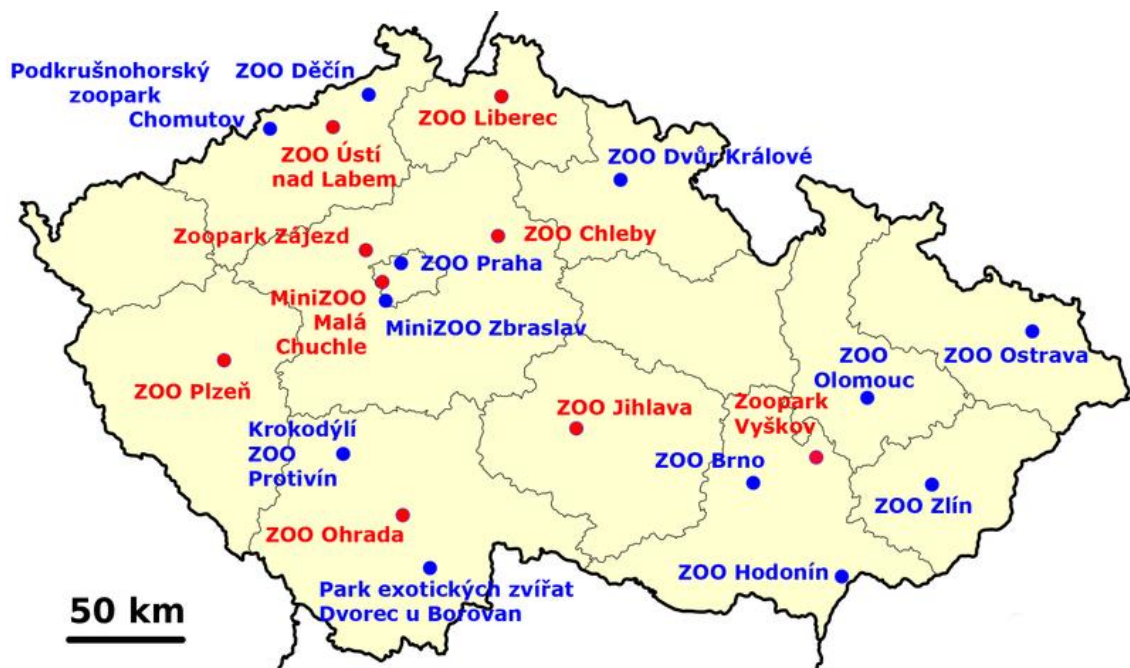 Podkrušnohorský
zoopark
Chomutov
ZOO Děčín
ZOO Liberec
ZOO Ústí
nad Labem
ZOO Dvůr Králové
Zoopark Zájezd
ZOO Chleby
ZOO Praha
MiniZOO
Malá
Chuchle
MiniZOO Zbraslav
ZOO Plzeň
ZOO Ostrava
ZOO
Olomouc
ZOO Jihlava
Zoopark
Vyškov
Krokodýlí
ZOO
Protivín
ZOO Brno
ZOO Zlín
ZOO Ohrada
ZOO Hodonín
Park exotických zvířat
Dvorec u Borovan
50 km